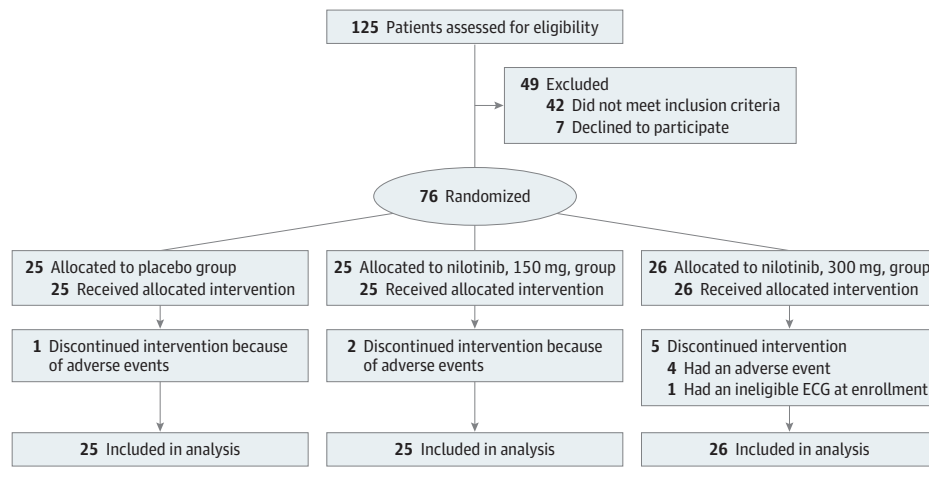 125 Patients assessed for eligibility
49 Excluded
42 Did not meet inclusion criteria
7 Declined to participate
76 Randomized
25 Allocated to placebo group
25 Received allocated intervention
25 Allocated to nilotinib, 150 mg, group
25 Received allocated intervention
26 Allocated to nilotinib, 300 mg, group
26 Received allocated intervention
1 Discontinued intervention because
of adverse events
2 Discontinued intervention because
of adverse events
5 Discontinued intervention
4 Had an adverse event
1 Had an ineligible ECG at enrollment
25 Included in analysis
25 Included in analysis
26 Included in analysis